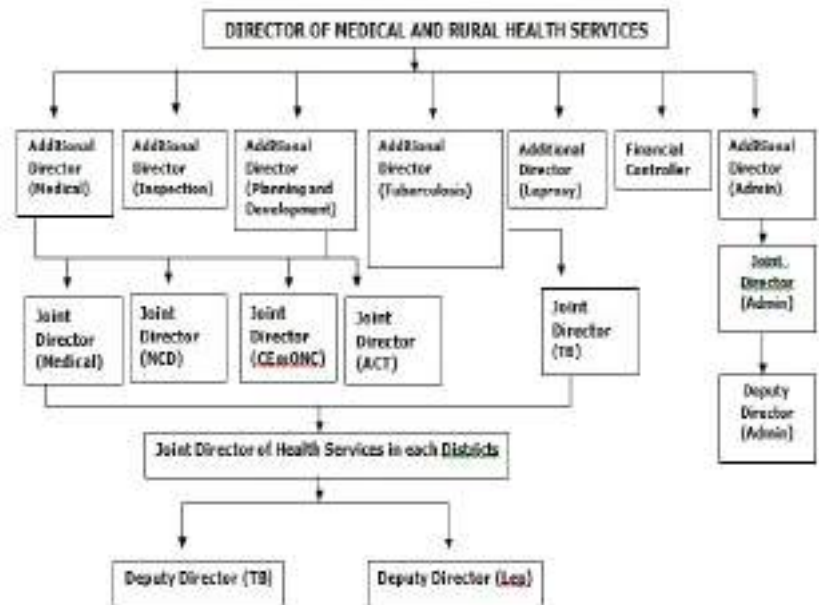 DIRECTOR OF MEDICAL AND RURAL HEALTH SERVICES
Additional
Director
(Medical)
Additional
Director
(Inspection)
Additional
Director
(Planning and
Development)
Additional
Director
(Tuberculosis)
Additional
Director
(Leprosy)
Financial
Controller
Additional
Director
(Admin)
Joint
Director
(Admin)
Joint
Director
(Medical)
Joint
Director
(NCD)
Joint
Director
(CEmONC)
Joint
Director
(ACT)
Joint
Director
(TB)
Deputy
Director
(Admin)
Joint Director of Health Services in each Districts
Deputy Director (TB)
Deputy Director (Lep)